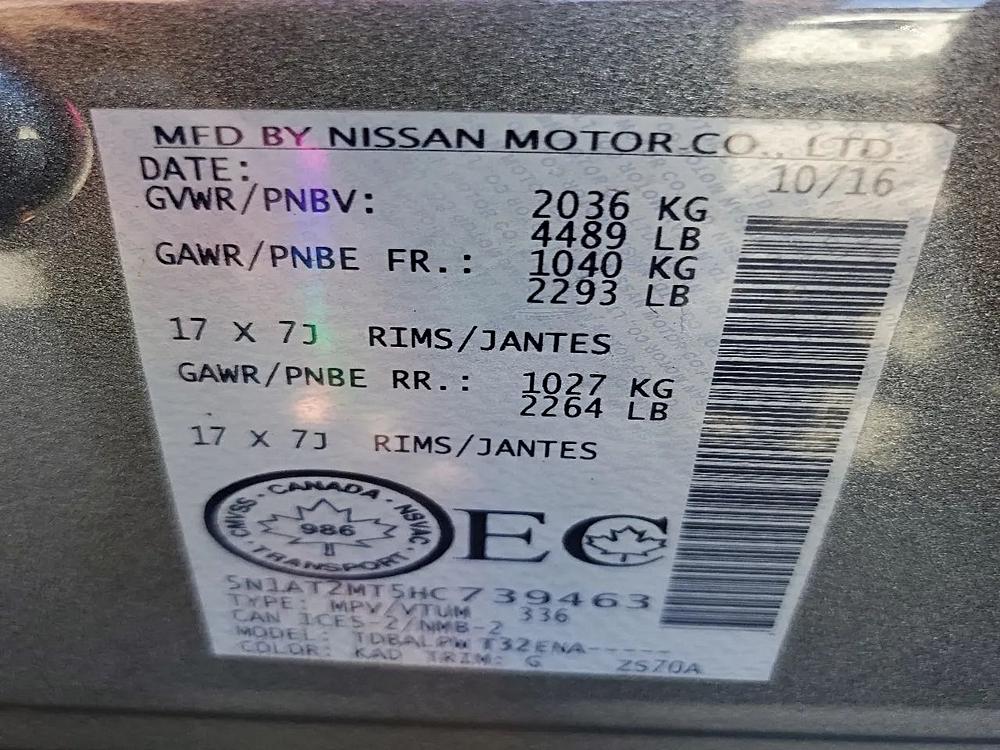 MFD BY NISSAN MOTOR CO., LTD
DATE: 10/16
GVWR/PNBV: 2036 KG
4489 LB
GAWR/PNBE FR.: 1040 KG
2293 LB
17 X 7J RIMS/JANTES
GAWR/PNBE RR.: 1027 KG
2264 LB
17 X 7J RIMS/JANTES
CANADA
CMVSS · NSVAC
986
TRANSPORT
EC
5N1AT2MT5HC739463
TYPE: MPV/VTUM 336
CAN ICES-2/NMB-2
MODEL: T32ENA-----
COLOR: KAD TRIM: G 2S70A